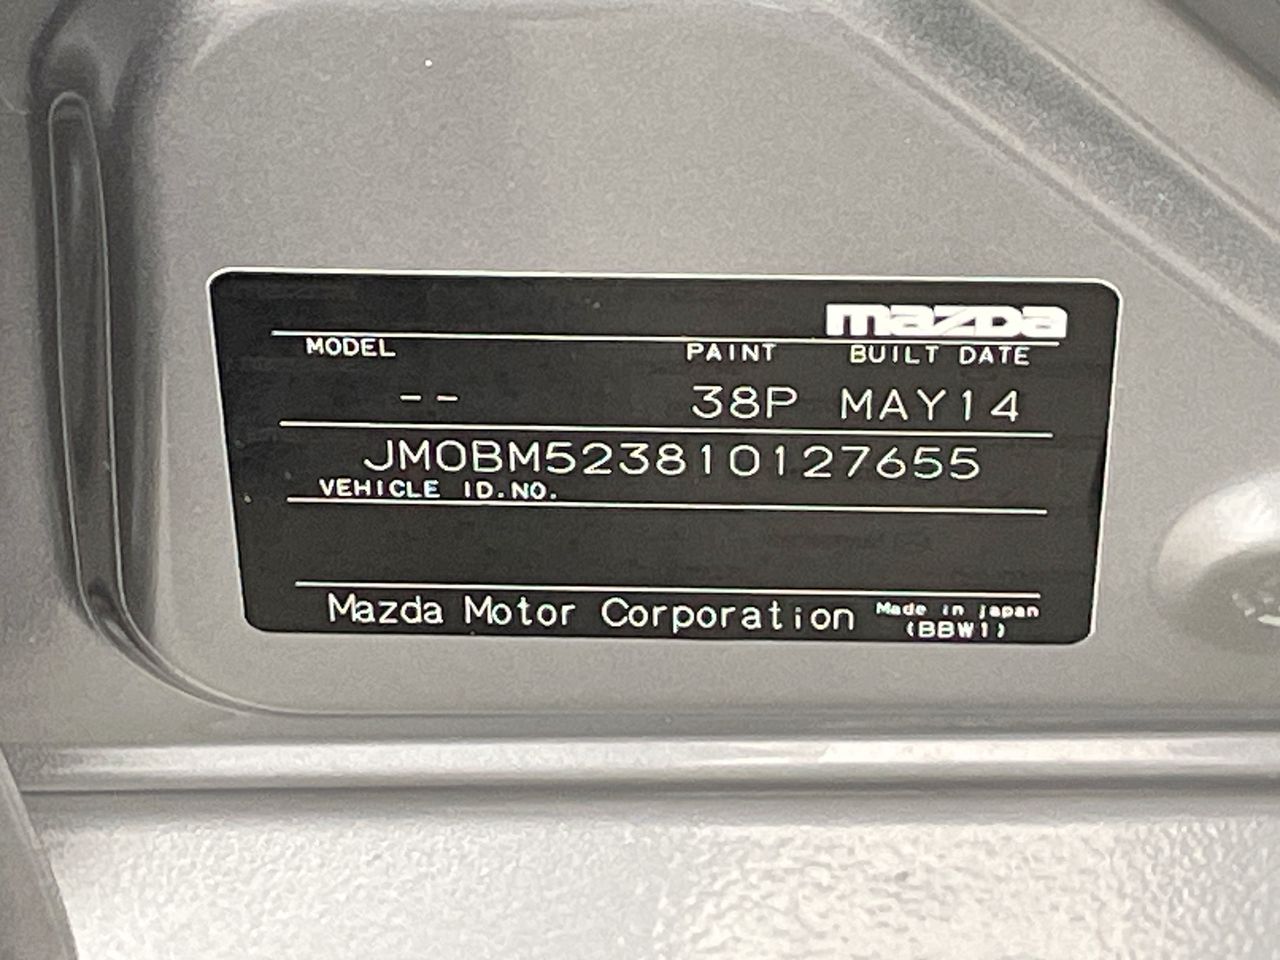 mazda
MODEL PAINT BUILT DATE
-- 38P MAY14
JM0BM523810127655
VEHICLE ID.NO.
Mazda Motor Corporation Made in japan
(BBW1)